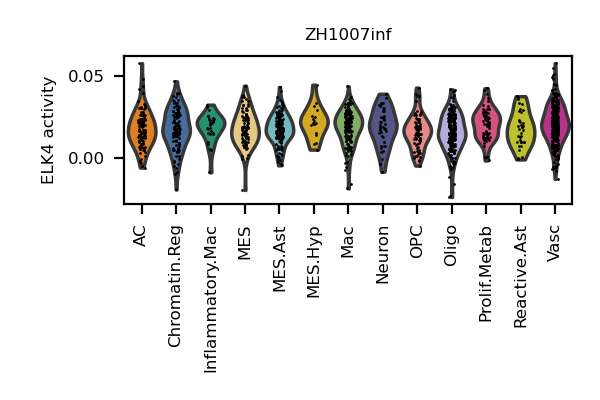 ZH1007inf
ELK4 activity
0.05
0.00
AC
Chromatin.Reg
Inflammatory.Mac
MES
MES.Ast
MES.Hyp
Mac
Neuron
OPC
Oligo
Prolif.Metab
Reactive.Ast
Vasc